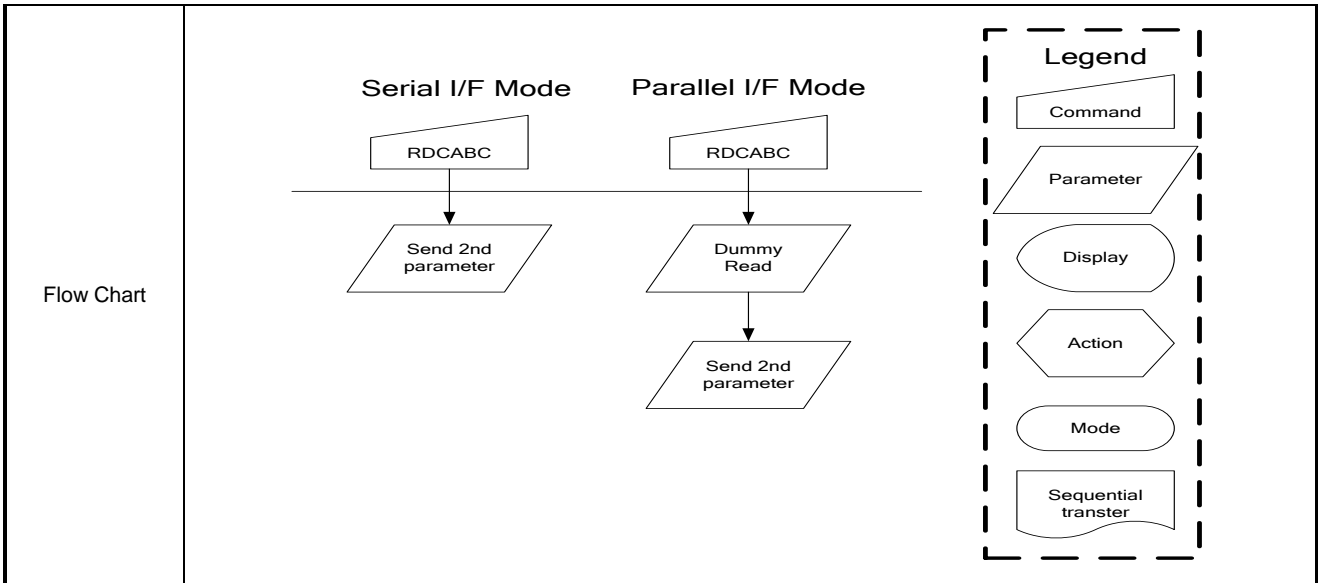 Flow Chart
Serial I/F Mode
RDCABC
Send 2nd
parameter
Parallel I/F Mode
RDCABC
Dummy
Read
Send 2nd
parameter
Legend
Command
Parameter
Display
Action
Mode
Sequential
transter